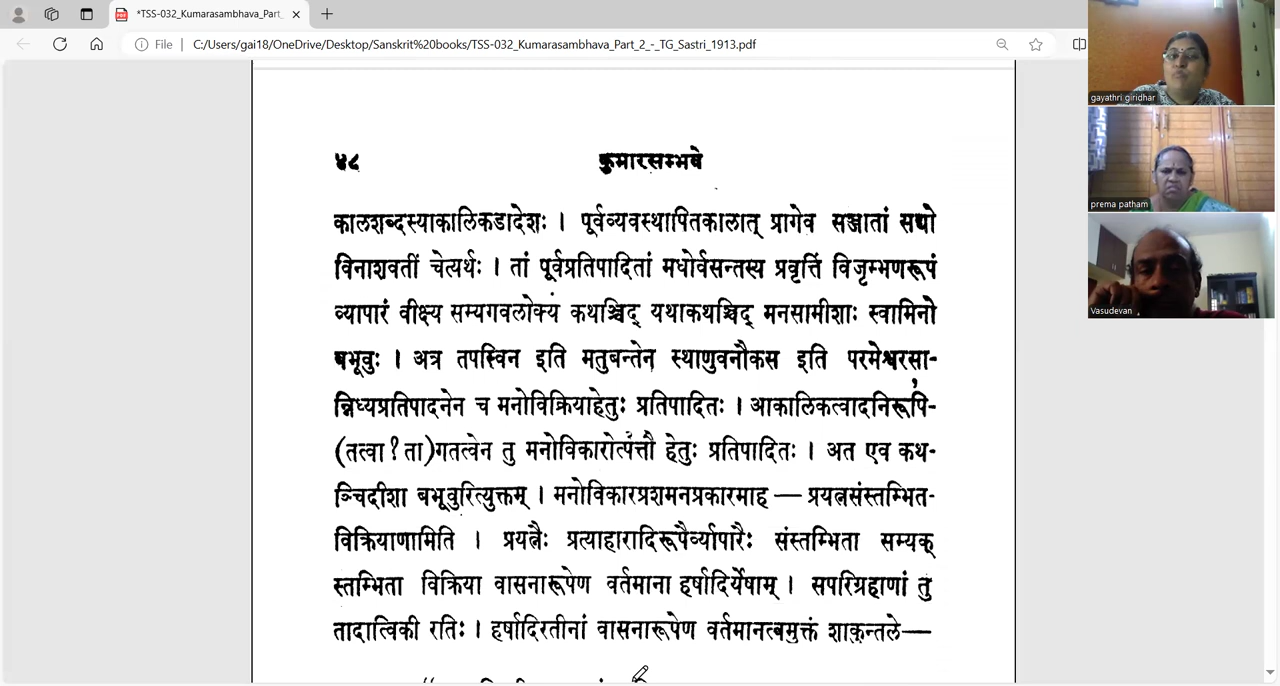 *TSS-032_Kumarasambhava_Part_
File
C:/Users/gai18/OneDrive/Desktop/Sanskrit%20books/TSS-032_Kumarasambhava_Part_2_-_TG_Sastri_1913.pdf
gayathri giridhar
prema patham
Vasudevan
४८ कुमारसम्भवे
कालशब्दस्याकालिकडादेशः । पूर्वव्यवस्थापितकालात् प्रागेव सञ्जातां सद्यो
विनाशवतीं चेत्यर्थः । तां पूर्वप्रतिपादितां मधोर्वसन्तस्य प्रवृत्तिं विजृम्भणरूपं
व्यापारं वीक्ष्य सम्यगवलोक्य कथञ्चिद् यथाकथञ्चिद् मनसामीशाः स्वामिनो
बभूवुः । अत्र तपस्विन इति मतुबन्तेन स्थाणुवनौकस इति परमेश्वरसा-
न्निध्यप्रतिपादनेन च मनोविक्रियाहेतुः प्रतिपादितः । आकालिकत्वादनिरूपि-
(तत्वा? ता)गतत्वेन तु मनोविकारोत्पत्तौ हेतुः प्रतिपादितः । अत एव कथ-
ञ्चिदीशा बभूवुरित्युक्तम् । मनोविकारप्रशमनप्रकारमाह — प्रयत्नसंस्तम्भित-
विक्रियाणामिति । प्रयत्नैः प्रत्याहारादिरूपैर्व्यापारैः संस्तम्भिता सम्यक्
स्तम्भिता विक्रिया वासनारूपेण वर्तमाना हर्षादिर्येषाम् । सपरिग्रहाणां तु
तादात्विकी रतिः । हर्षादिरतीनां वासनारूपेण वर्तमानत्वमुक्तं शाकुन्तले—